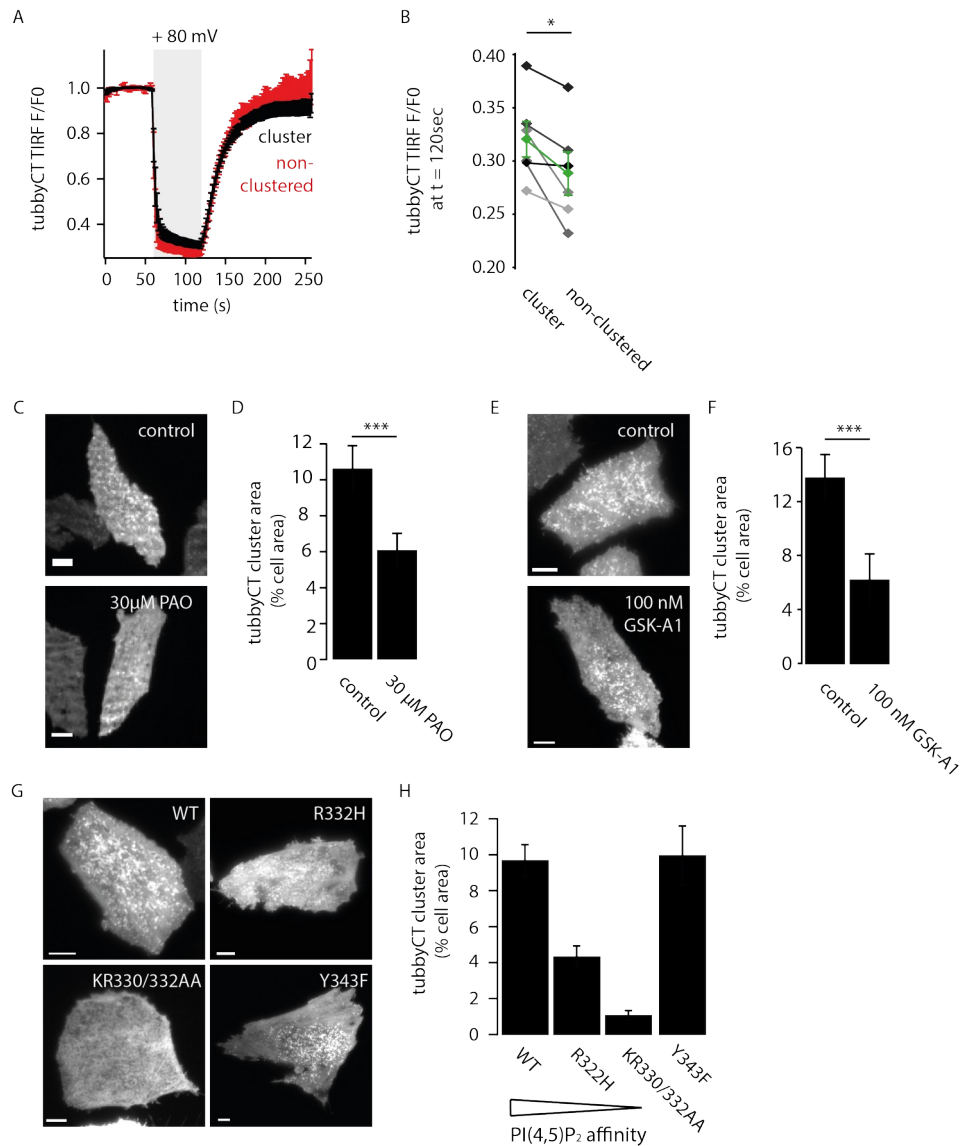 A
+ 80 mV
tubbyCT TIRF F/F0
1.0
0.8
0.6
0.4
cluster
non-
clustered
0
50
100
150
200
250
time (s)
B
*
tubbyCT TIRF F/F0
at t = 120sec
0.40
0.35
0.30
0.25
0.20
cluster
non-clustered
C
control
30µM PAO
D
***
tubbyCT cluster area
(% cell area)
12
10
8
6
4
2
0
control
30 µM PAO
E
control
100 nM
GSK-A1
F
***
tubbyCT cluster area
(% cell area)
16
12
8
4
0
control
100 nM GSK-A1
G
WT
R332H
KR330/332AA
Y343F
H
tubbyCT cluster area
(% cell area)
12
10
8
6
4
2
0
WT
R322H
KR330/332AA
Y343F
PI(4,5)P₂ affinity